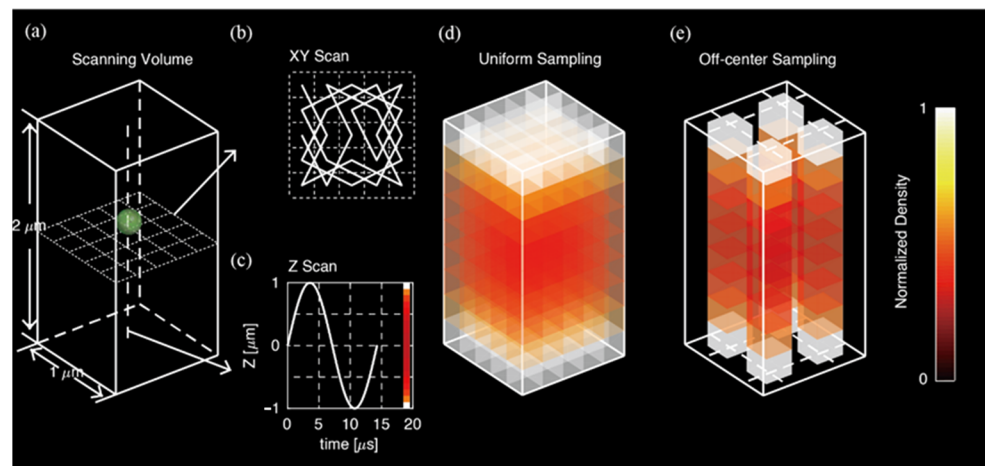 (a)
Scanning Volume
2 μm
1 μm
(b)
XY Scan
(c)
Z Scan
Z [μm]
1
0
-1
0 5 10 15 20
time [μs]
(d)
Uniform Sampling
(e)
Off-center Sampling
1
Normalized Density
0